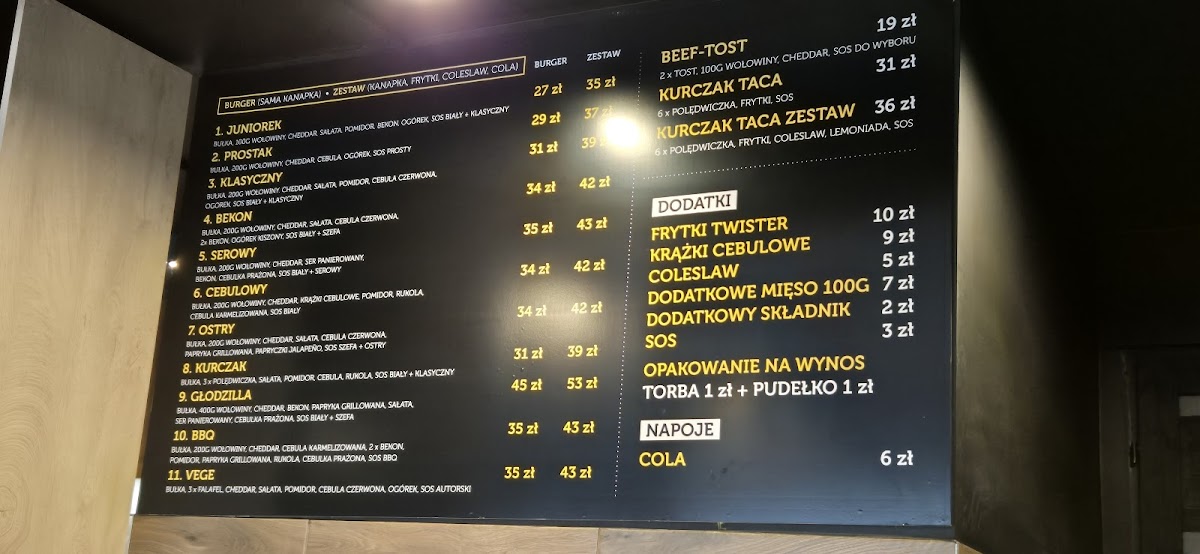 BURGER (SAMA KANAPKA) • ZESTAW (KANAPKA, FRYTKI, COLESLAW, COLA) BURGER ZESTAW
1. JUNIOREK 27 zł 35 zł
BUŁKA, 100G WOŁOWINY, CHEDDAR, SAŁATA, POMIDOR, BEKON, OGÓREK, SOS BIAŁY + KLASYCZNY
2. PROSTAK 29 zł 37 zł
BUŁKA, 200G WOŁOWINY, CHEDDAR, CEBULA, OGÓREK, SOS PROSTY
3. KLASYCZNY 31 zł 39 zł
BUŁKA, 200G WOŁOWINY, CHEDDAR, SAŁATA, POMIDOR, CEBULA CZERWONA,
OGÓREK, SOS BIAŁY + KLASYCZNY
4. BEKON 34 zł 42 zł
BUŁKA, 200G WOŁOWINY, CHEDDAR, SAŁATA, CEBULA CZERWONA,
2x BEKON, OGÓREK KISZONY, SOS BIAŁY + SZEFA
5. SEROWY 35 zł 43 zł
BUŁKA, 200G WOŁOWINY, CHEDDAR, SER PANIEROWANY,
BEKON, CEBULKA PRAŻONA, SOS BIAŁY + SEROWY
6. CEBULOWY 34 zł 42 zł
BUŁKA, 200G WOŁOWINY, CHEDDAR, KRĄŻKI CEBULOWE, POMIDOR, RUKOLA,
CEBULA KARMELIZOWANA, SOS BIAŁY
7. OSTRY 34 zł 42 zł
BUŁKA, 200G WOŁOWINY, CHEDDAR, SAŁATA, CEBULA CZERWONA,
PAPRYKA GRILLOWANA, PAPRYCZKI JALAPEÑO, SOS SZEFA + OSTRY
8. KURCZAK 31 zł 39 zł
BUŁKA, 3 x POLĘDWICZKA, SAŁATA, POMIDOR, CEBULA, RUKOLA, SOS BIAŁY + KLASYCZNY
9. GŁODZILLA 45 zł 53 zł
BUŁKA, 400G WOŁOWINY, CHEDDAR, BEKON, PAPRYKA GRILLOWANA, SAŁATA,
SER PANIEROWANY, CEBULKA PRAŻONA, SOS BIAŁY + SZEFA
10. BBQ 35 zł 43 zł
BUŁKA, 200G WOŁOWINY, CHEDDAR, CEBULA KARMELIZOWANA, 2 x BEKON,
POMIDOR, PAPRYKA GRILLOWANA, RUKOLA, CEBULKA PRAŻONA, SOS BBQ
11. VEGE 35 zł 43 zł
BUŁKA, 3 x FALAFEL, CHEDDAR, SAŁATA, POMIDOR, CEBULA CZERWONA, OGÓREK, SOS AUTORSKI
BEEF-TOST 19 zł
2 x TOST, 100G WOŁOWINY, CHEDDAR, SOS DO WYBORU
KURCZAK TACA 31 zł
6 x POLĘDWICZKA, FRYTKI, SOS
KURCZAK TACA ZESTAW 36 zł
6 x POLĘDWICZKA, FRYTKI, COLESLAW, LEMONIADA, SOS
DODATKI
FRYTKI TWISTER 10 zł
KRĄŻKI CEBULOWE 9 zł
COLESLAW 5 zł
DODATKOWE MIĘSO 100G 7 zł
DODATKOWY SKŁADNIK 2 zł
SOS 3 zł
OPAKOWANIE NA WYNOS
TORBA 1 zł + PUDEŁKO 1 zł
NAPOJE
COLA 6 zł